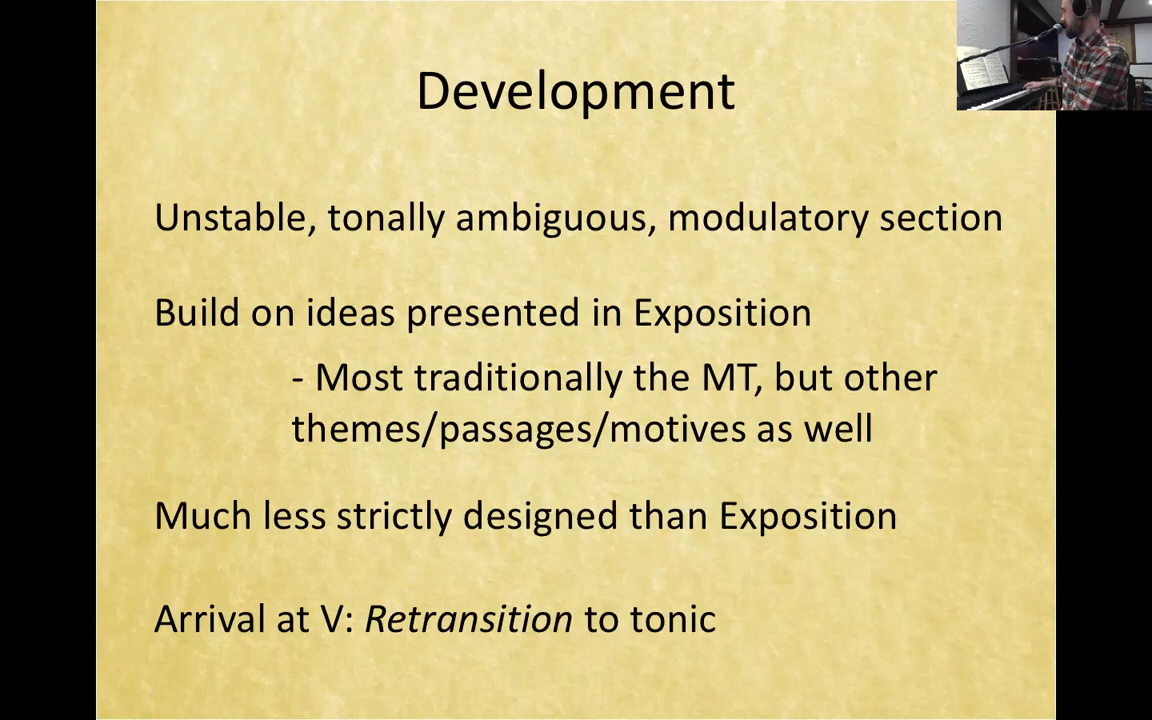 Development
Unstable, tonally ambiguous, modulatory section
Build on ideas presented in Exposition
- Most traditionally the MT, but other
themes/passages/motives as well
Much less strictly designed than Exposition
Arrival at V: Retransition to tonic